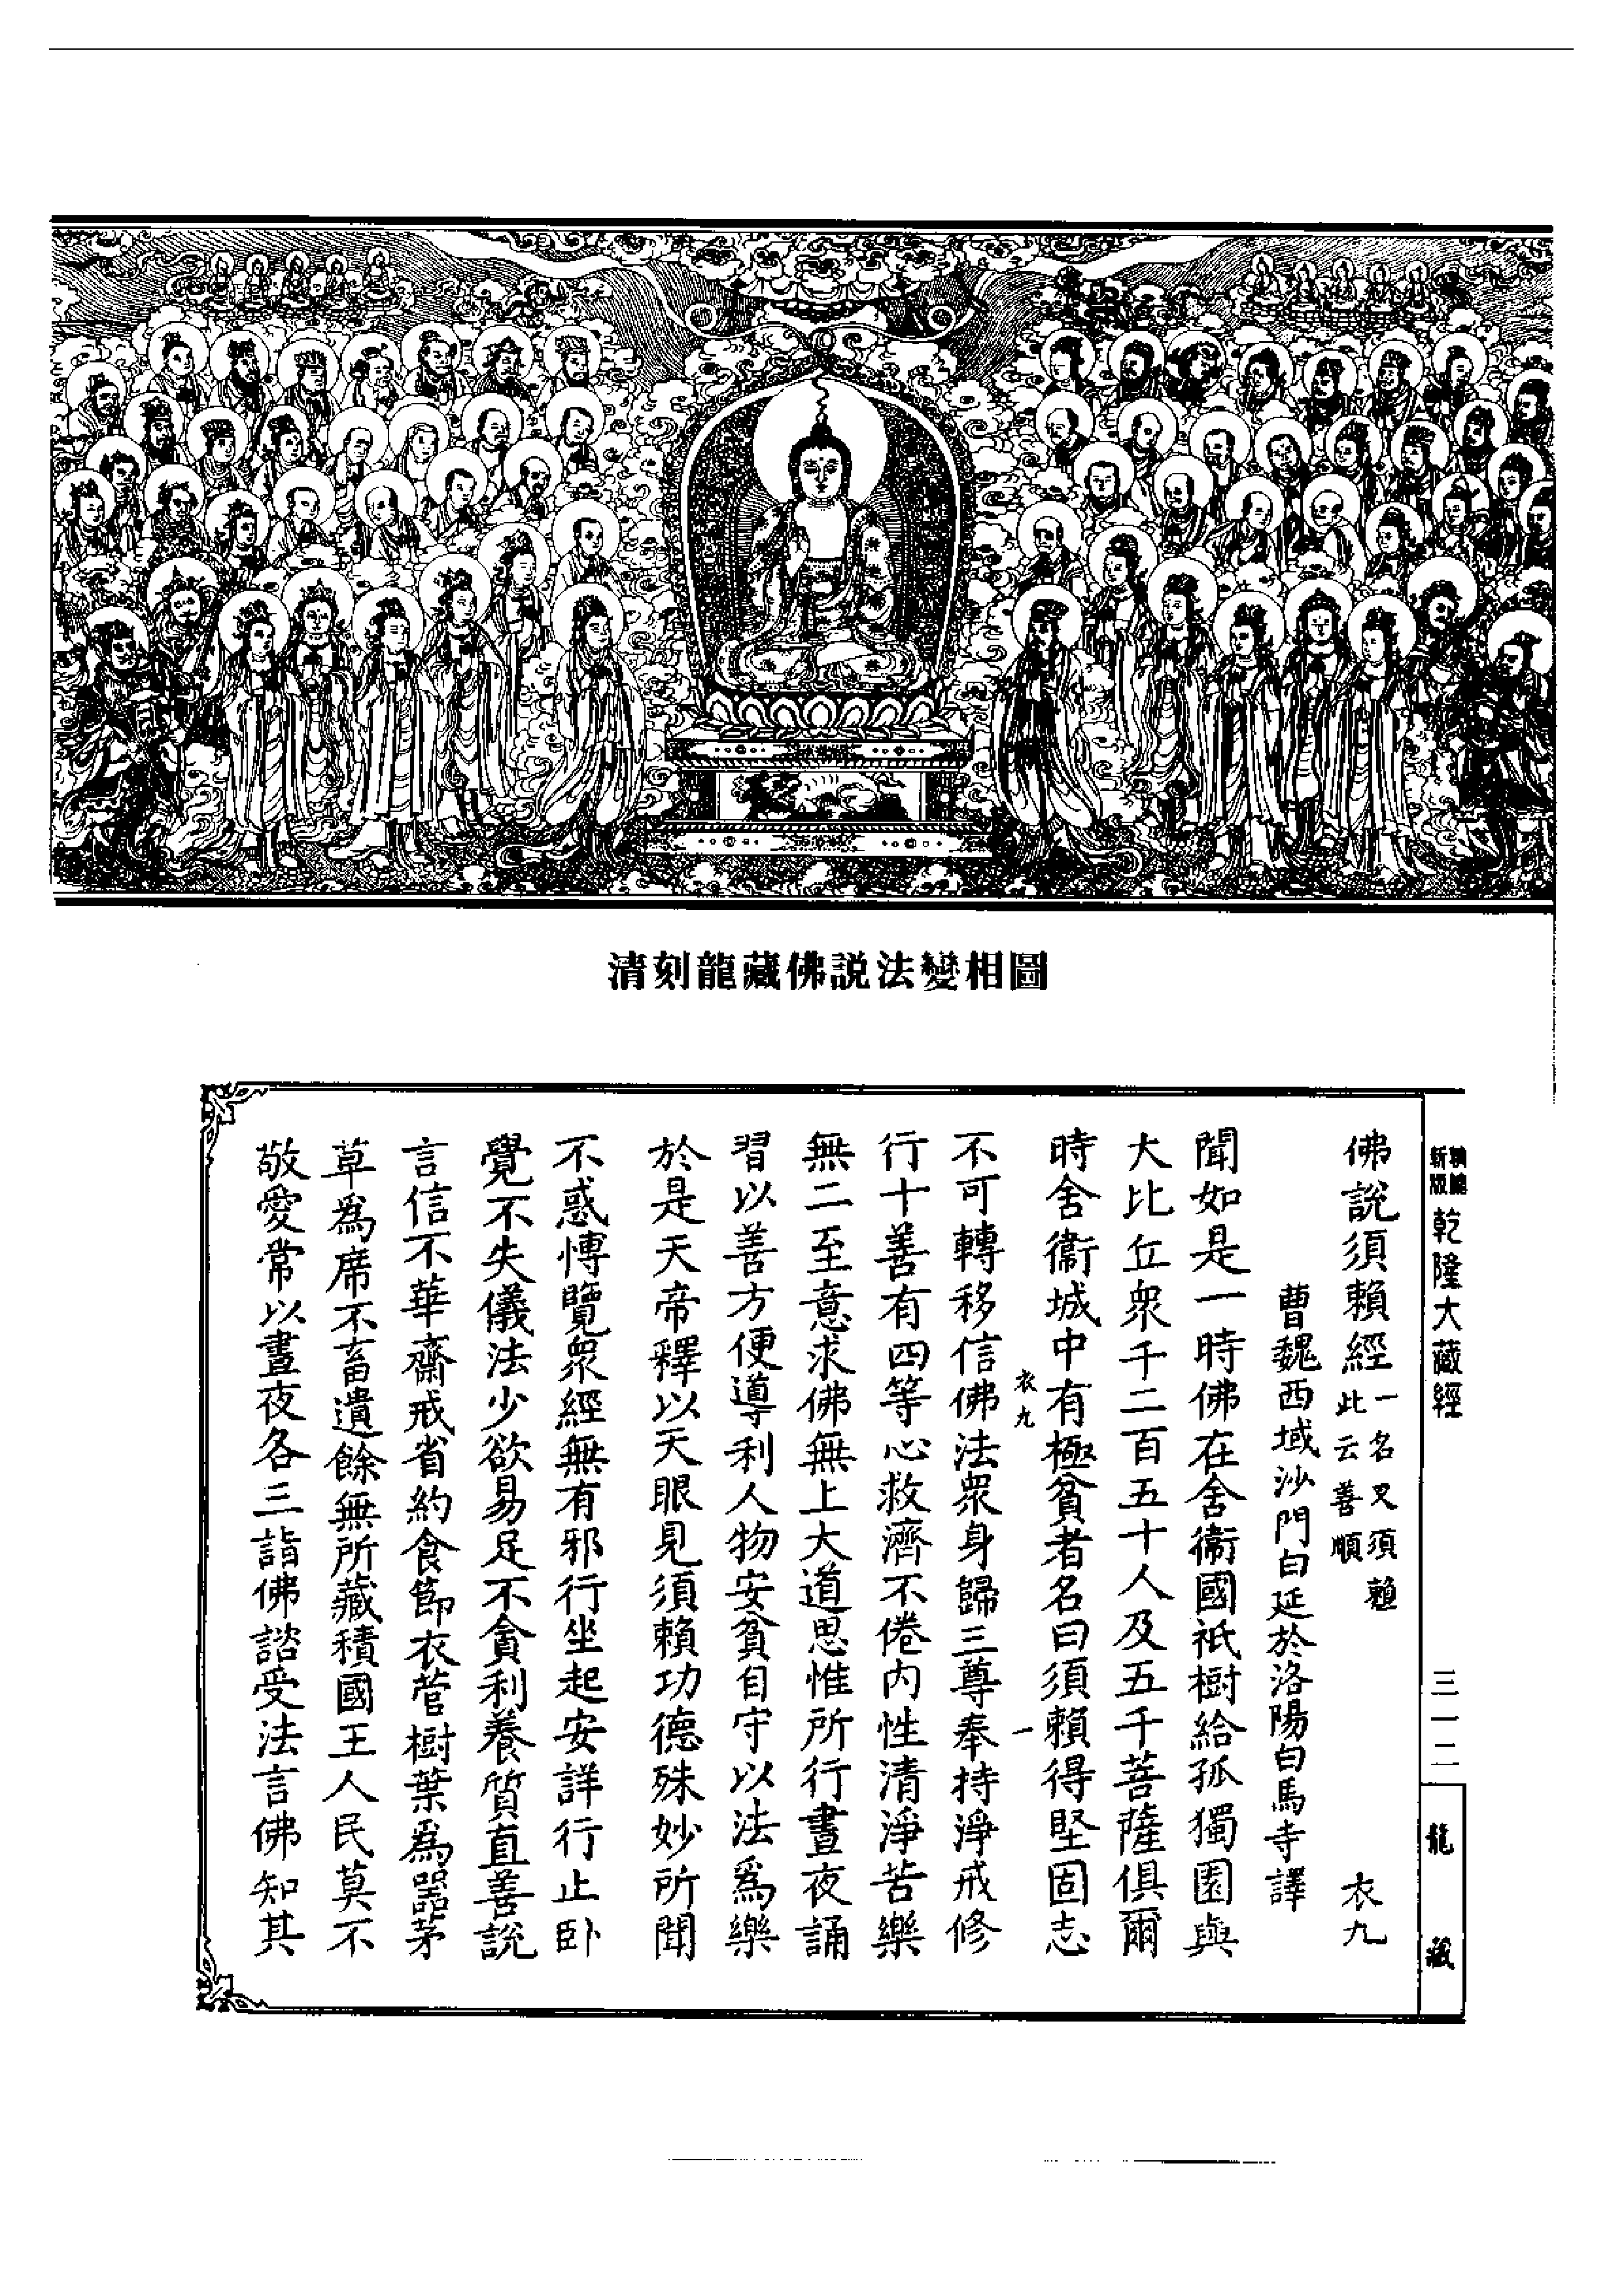 清刻龍藏佛説法變相圖
新版
乾隆大藏經
三一二
龍藏
佛說須賴經 一名又須賴 此云善順 衣九
曹魏西域沙門白延於洛陽白馬寺譯
聞如是一時佛在舍衞國祇樹給孤獨園與
大比丘衆千二百五十人及五千菩薩俱爾
時舍衞城中有極貧者名曰須賴得堅固志
衣九 一
不可轉移信佛法衆身歸三尊奉持淨戒修
行十善有四等心救濟不倦内性清淨苦樂
無二至意求佛無上大道思惟所行晝夜誦
習以善方便導利人物安貧自守以法爲樂
於是天帝釋以天眼見須賴功德殊妙所聞
不惑愽覽衆經無有邪行坐起安詳行止卧
覺不失儀法少欲易足不貪利養質直善說
言信不華齋戒省約食節衣菅樹葉爲器茅
草爲席不畜遺餘無所藏積國王人民莫不
敬愛常以晝夜各三詣佛諮受法言佛知其